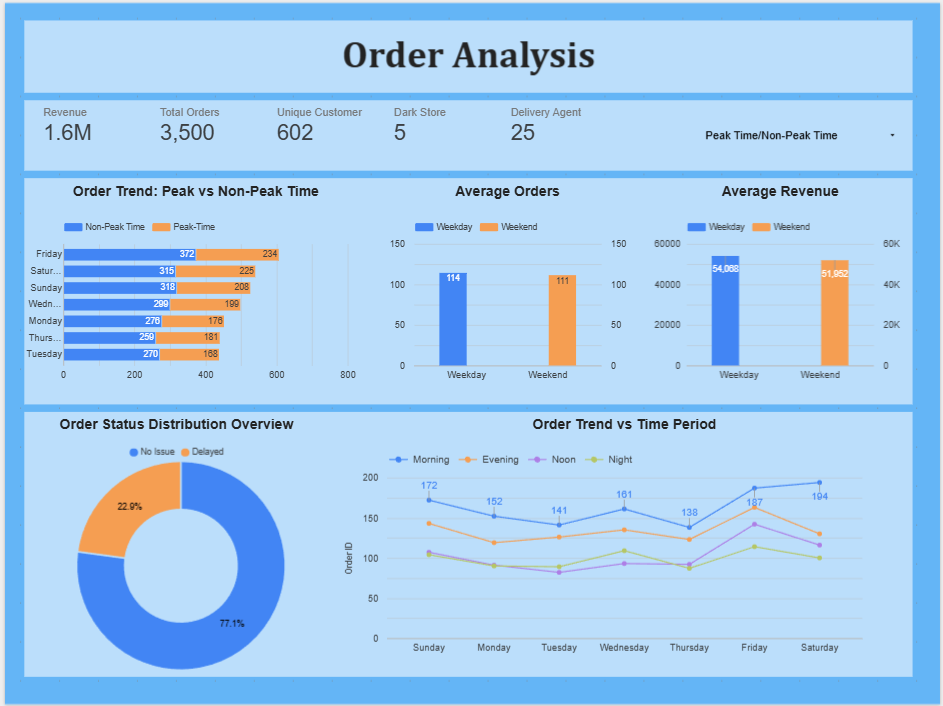 Order Analysis
Revenue
1.6M
Total Orders
3,500
Unique Customer
602
Dark Store
5
Delivery Agent
25
Peak Time/Non-Peak Time
Order Trend: Peak vs Non-Peak Time
Non-Peak Time Peak-Time
Friday 372 234
Satur... 315 225
Sunday 318 208
Wedn... 299 199
Monday 276 176
Thurs... 259 181
Tuesday 270 168
0 200 400 600 800
Average Orders
Weekday Weekend
150 150
100 100
50 50
0 0
114 111
Weekday Weekend
Average Revenue
Weekday Weekend
60000 60K
40000 40K
20000 20K
0 0
54,068 51,952
Weekday Weekend
Order Status Distribution Overview
No Issue Delayed
22.9%
77.1%
Order Trend vs Time Period
Morning Evening Noon Night
Order ID
200
150
100
50
0
172 152 141 161 138 187 194
Sunday Monday Tuesday Wednesday Thursday Friday Saturday